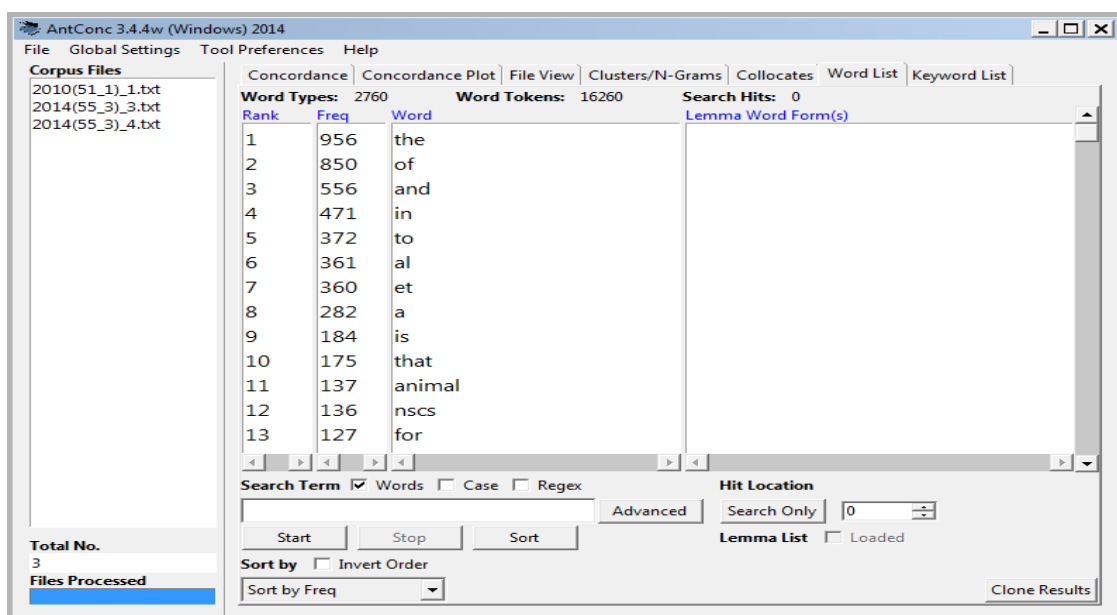 AntConc 3.4.4w (Windows) 2014
File Global Settings Tool Preferences Help
Corpus Files
2010(51_1)_1.txt
2014(55_3)_3.txt
2014(55_3)_4.txt
Concordance Concordance Plot File View Clusters/N-Grams Collocates Word List Keyword List
Word Types: 2760 Word Tokens: 16260 Search Hits: 0
Rank Freq Word Lemma Word Form(s)
1 956 the
2 850 of
3 556 and
4 471 in
5 372 to
6 361 al
7 360 et
8 282 a
9 184 is
10 175 that
11 137 animal
12 136 nscs
13 127 for
Search Term Words Case Regex Hit Location
Advanced Search Only 0
Start Stop Sort Lemma List Loaded
Total No.
3
Files Processed
Sort by Invert Order
Sort by Freq Clone Results